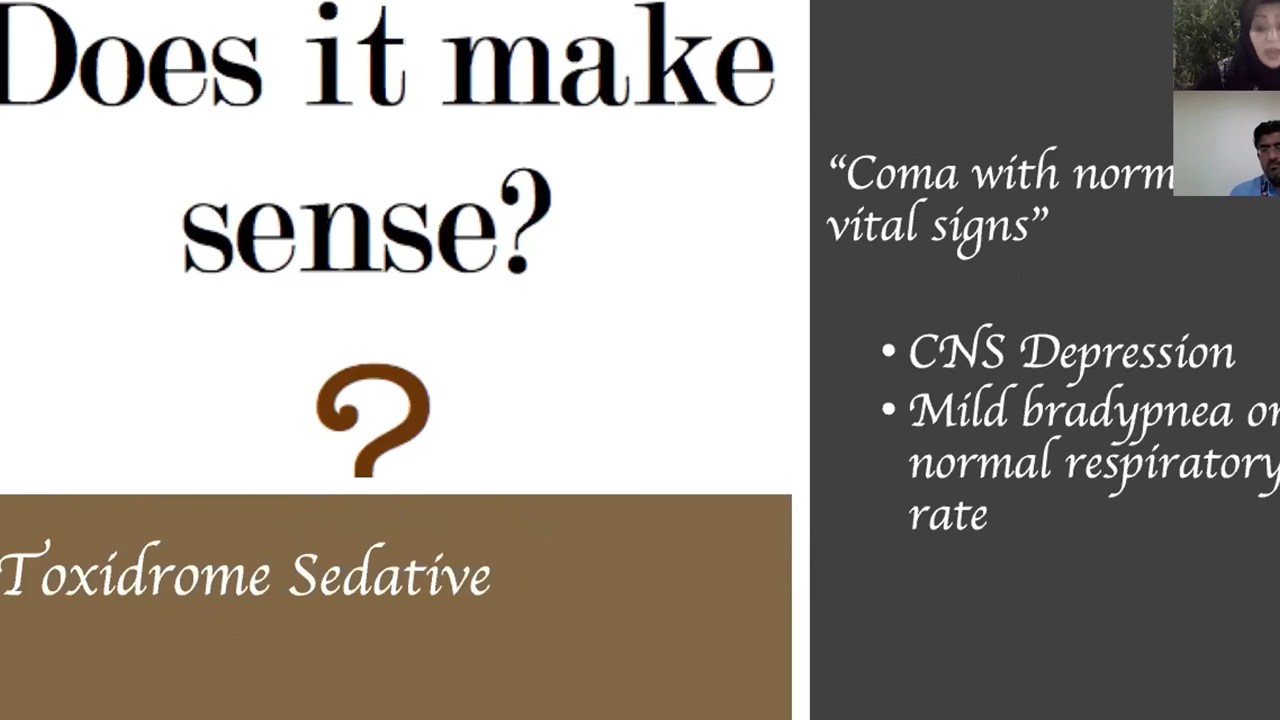 Does it make
sense?
?
Toxidrome Sedative
“Coma with norm
vital signs”
• CNS Depression
• Mild bradypnea or
normal respiratory
rate